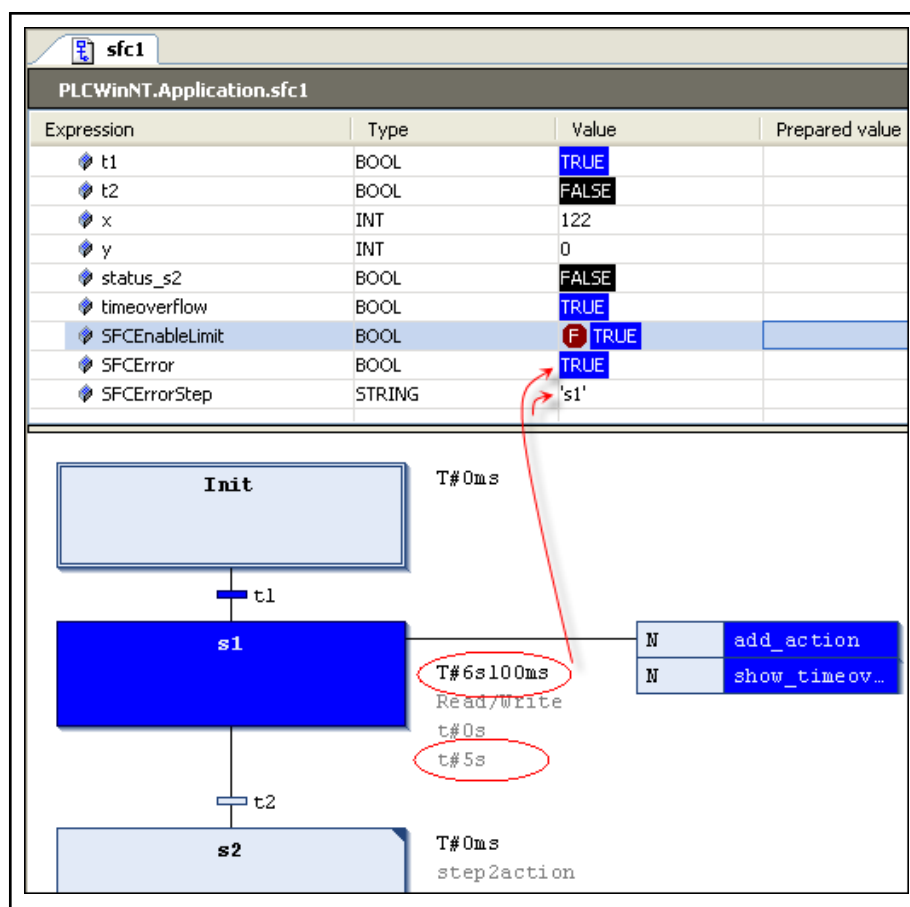 sfc1
PLCWinNT.Application.sfc1
Expression Type Value Prepared value
t1 BOOL TRUE
t2 BOOL FALSE
x INT 122
y INT 0
status_s2 BOOL FALSE
timeoverflow BOOL TRUE
SFCEnableLimit BOOL F TRUE
SFCError BOOL TRUE
SFCErrorStep STRING 's1'
Init T#0ms
t1
s1 N add_action
T#6s100ms N show_timeov...
Read/Write
t#0s
t#5s
t2
s2 T#0ms
step2action